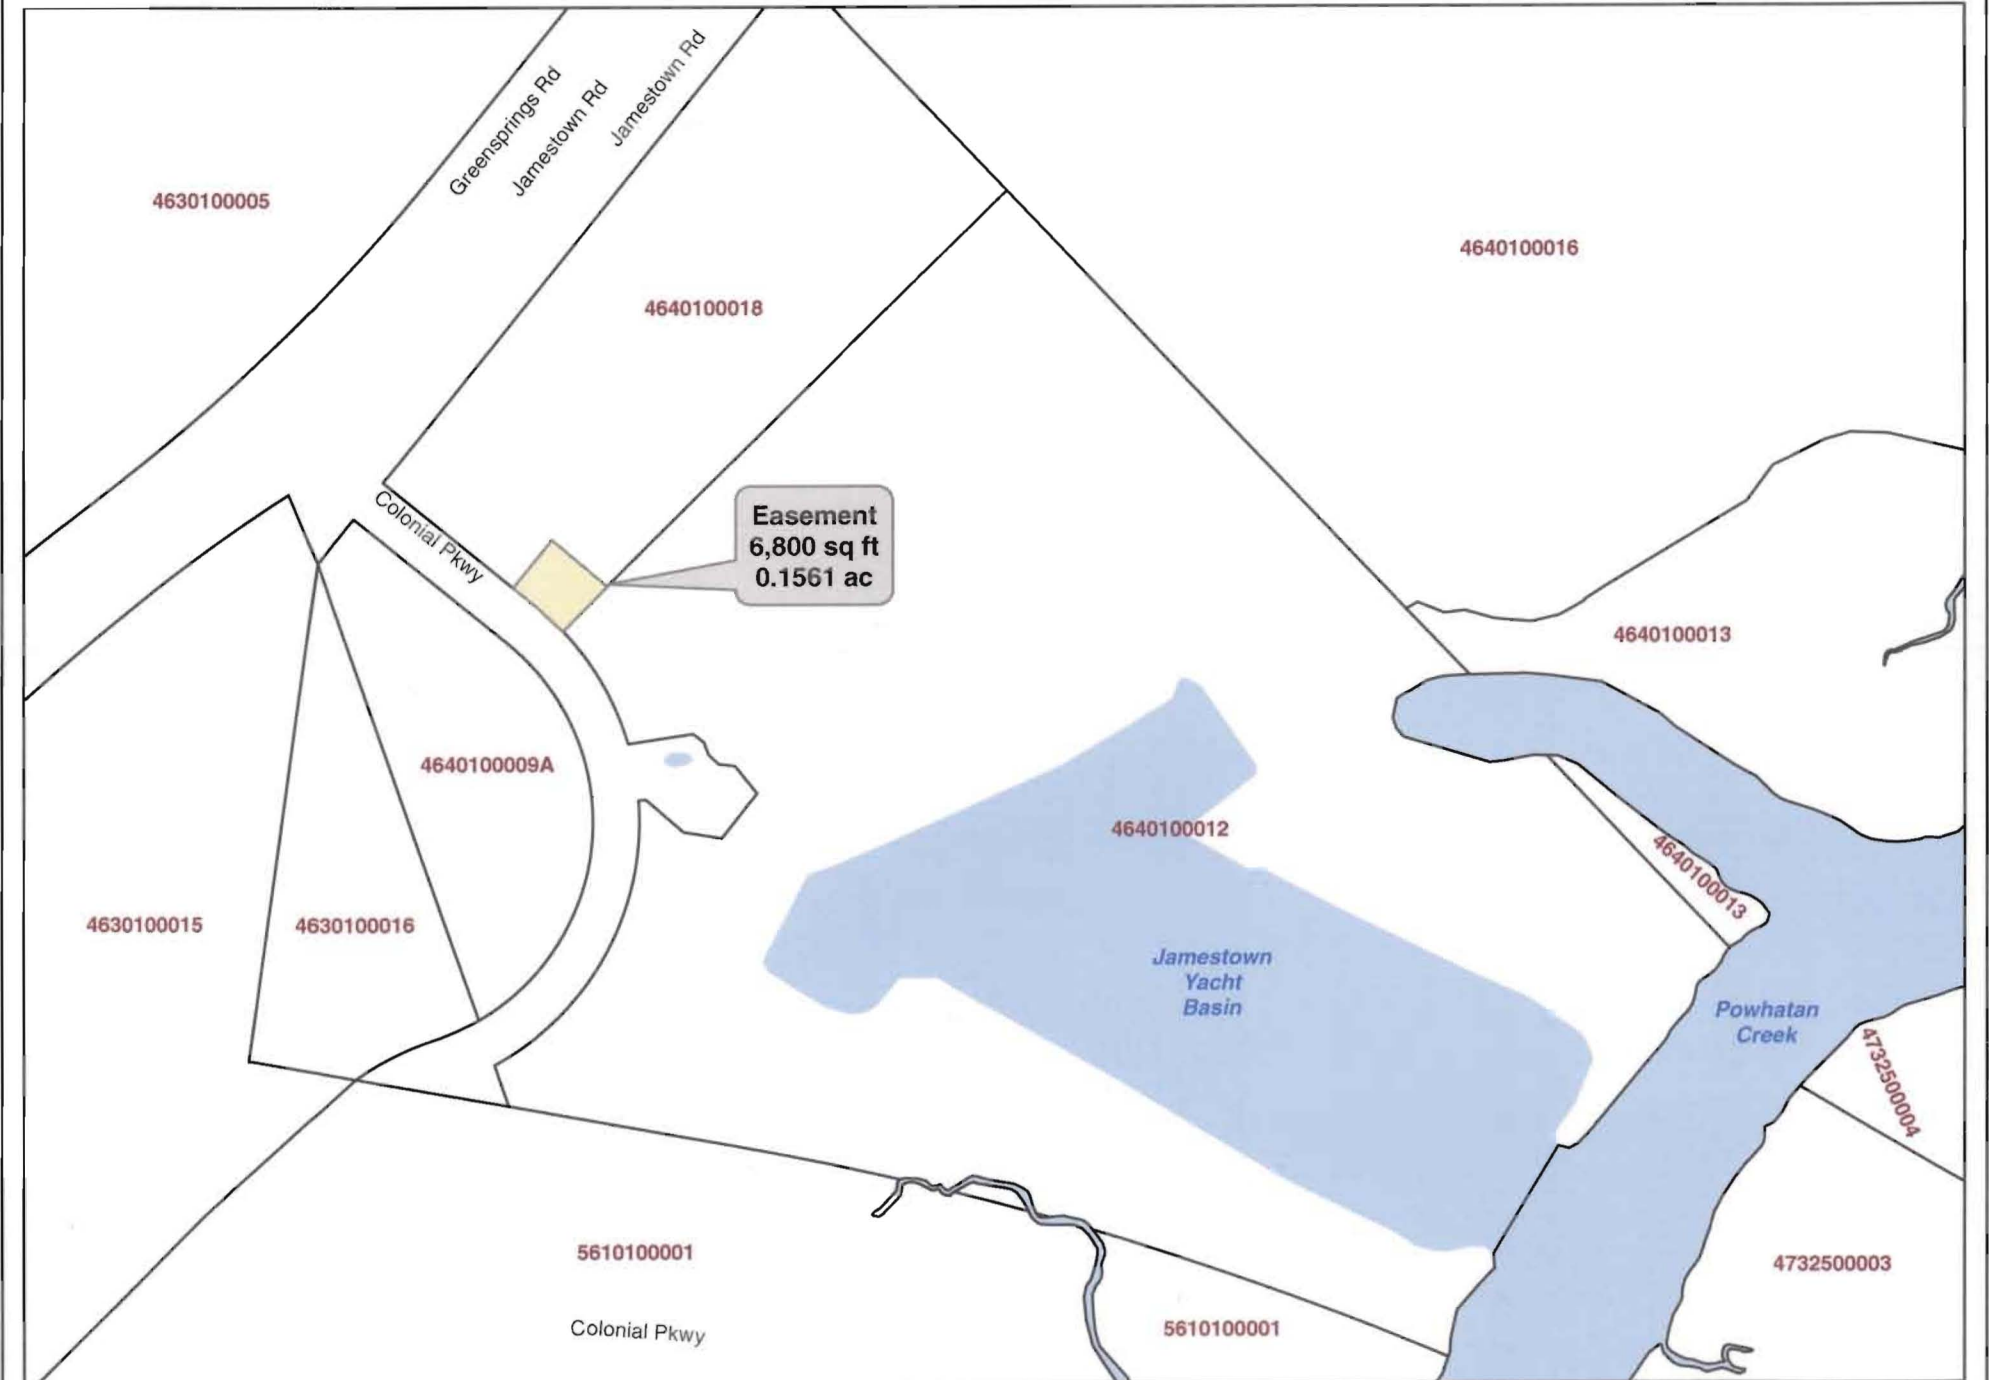 Greensprings Rd
Jamestown Rd
Jamestown Rd
4630100005
4640100016
4640100018
Colonial Pkwy
Easement
6,800 sq ft
0.1561 ac
4640100013
4640100009A
4640100012
4640100013
4630100015
4630100016
Jamestown
Yacht
Basin
Powhatan
Creek
4732500004
5610100001
4732500003
Colonial Pkwy
5610100001